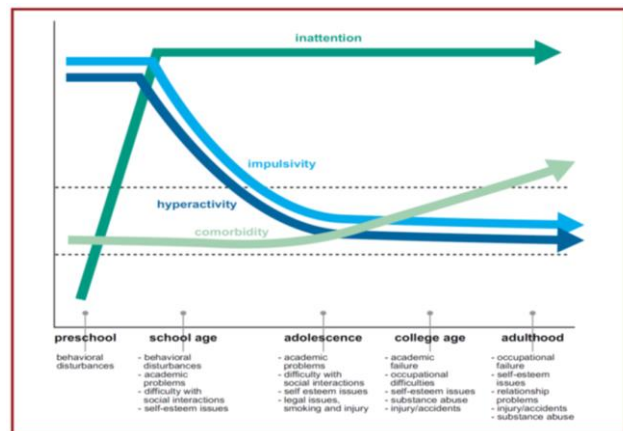 inattention
impulsivity
hyperactivity
comorbidity
preschool
behavioral
disturbances
school age
- behavioral
disturbances
- academic
problems
- difficulty with
social interactions
- self-esteem issues
adolescence
- academic
problems
- difficulty with
social interactions
- self esteem issues
- legal issues,
smoking and injury
college age
- academic
failure
- occupational
difficulties
- self-esteem issues
- substance abuse
- injury/accidents
adulthood
- occupational
failure
- self-esteem
issues
- relationship
problems
- injury/accidents
- substance abuse